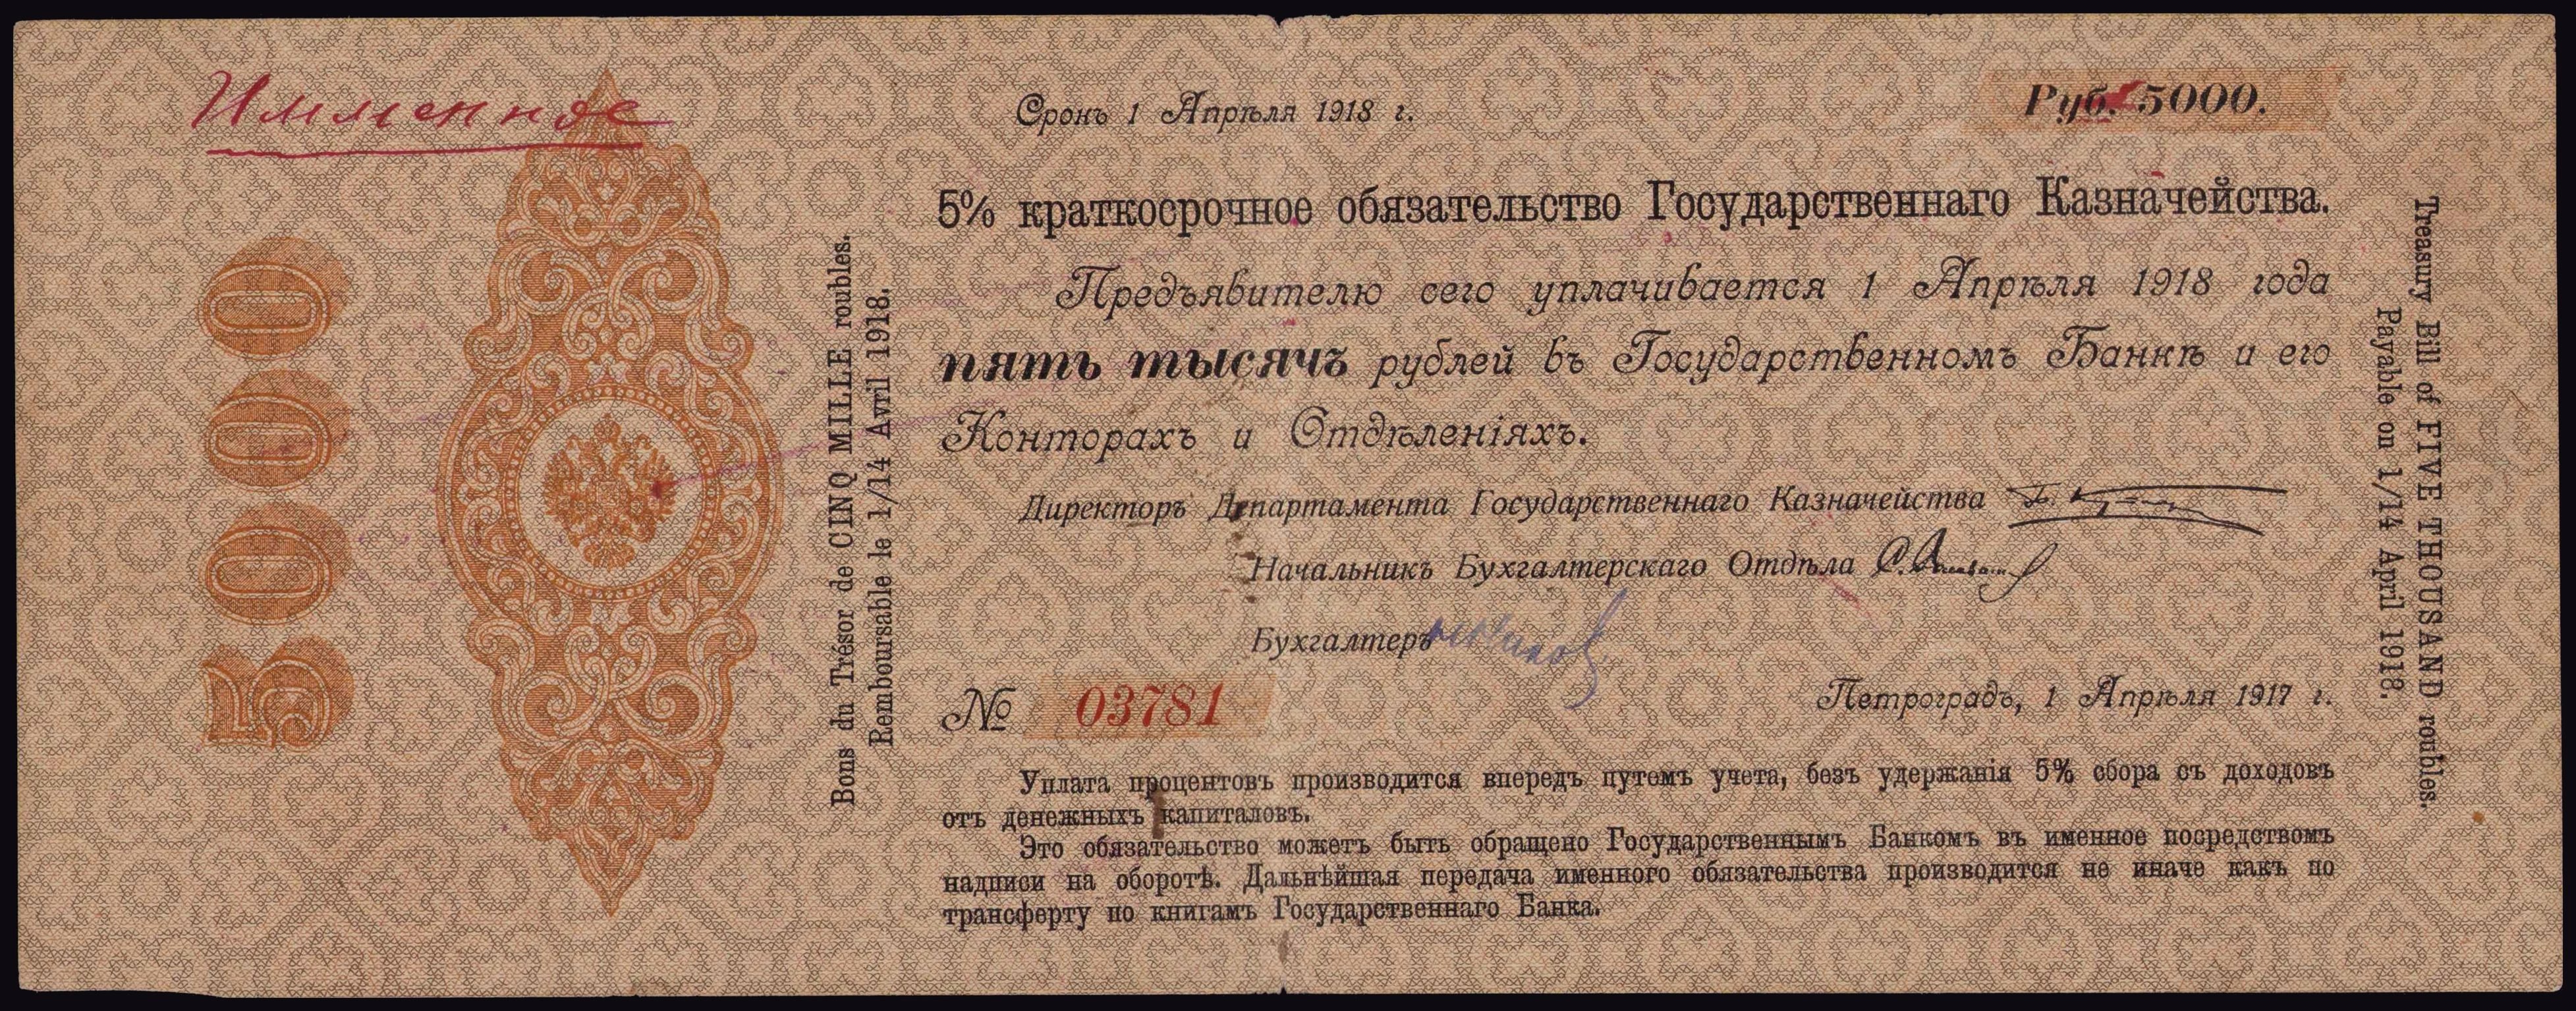 Именное
5000
Bons du Trésor de CINQ MILLE roubles.
Remboursable le 1/14 Avril 1918.
Срокъ 1 Апрѣля 1918 г.
Руб. 5000.
5% краткосрочное обязательство Государственнаго Казначейства.
Предъявителю сего уплачивается 1 Апрѣля 1918 года
пять тысячъ рублей въ Государственномъ Банкѣ и его
Конторахъ и Отдѣленіяхъ.
Директоръ Департамента Государственнаго Казначейства
Начальникъ Бухгалтерскаго Отдѣла
Бухгалтеръ
№ 03781
Петроградъ, 1 Апрѣля 1917 г.
Уплата процентовъ производится впередъ путемъ учета, безъ удержанія 5% сбора съ доходовъ
отъ денежныхъ капиталовъ.
Это обязательство можетъ быть обращено Государственнымъ Банкомъ въ именное посредствомъ
надписи на оборотѣ. Дальнѣйшая передача именного обязательства производится не иначе какъ по
трансферту по книгамъ Государственнаго Банка.
Treasury Bill of FIVE THOUSAND roubles.
Payable on 1/14 April 1918.